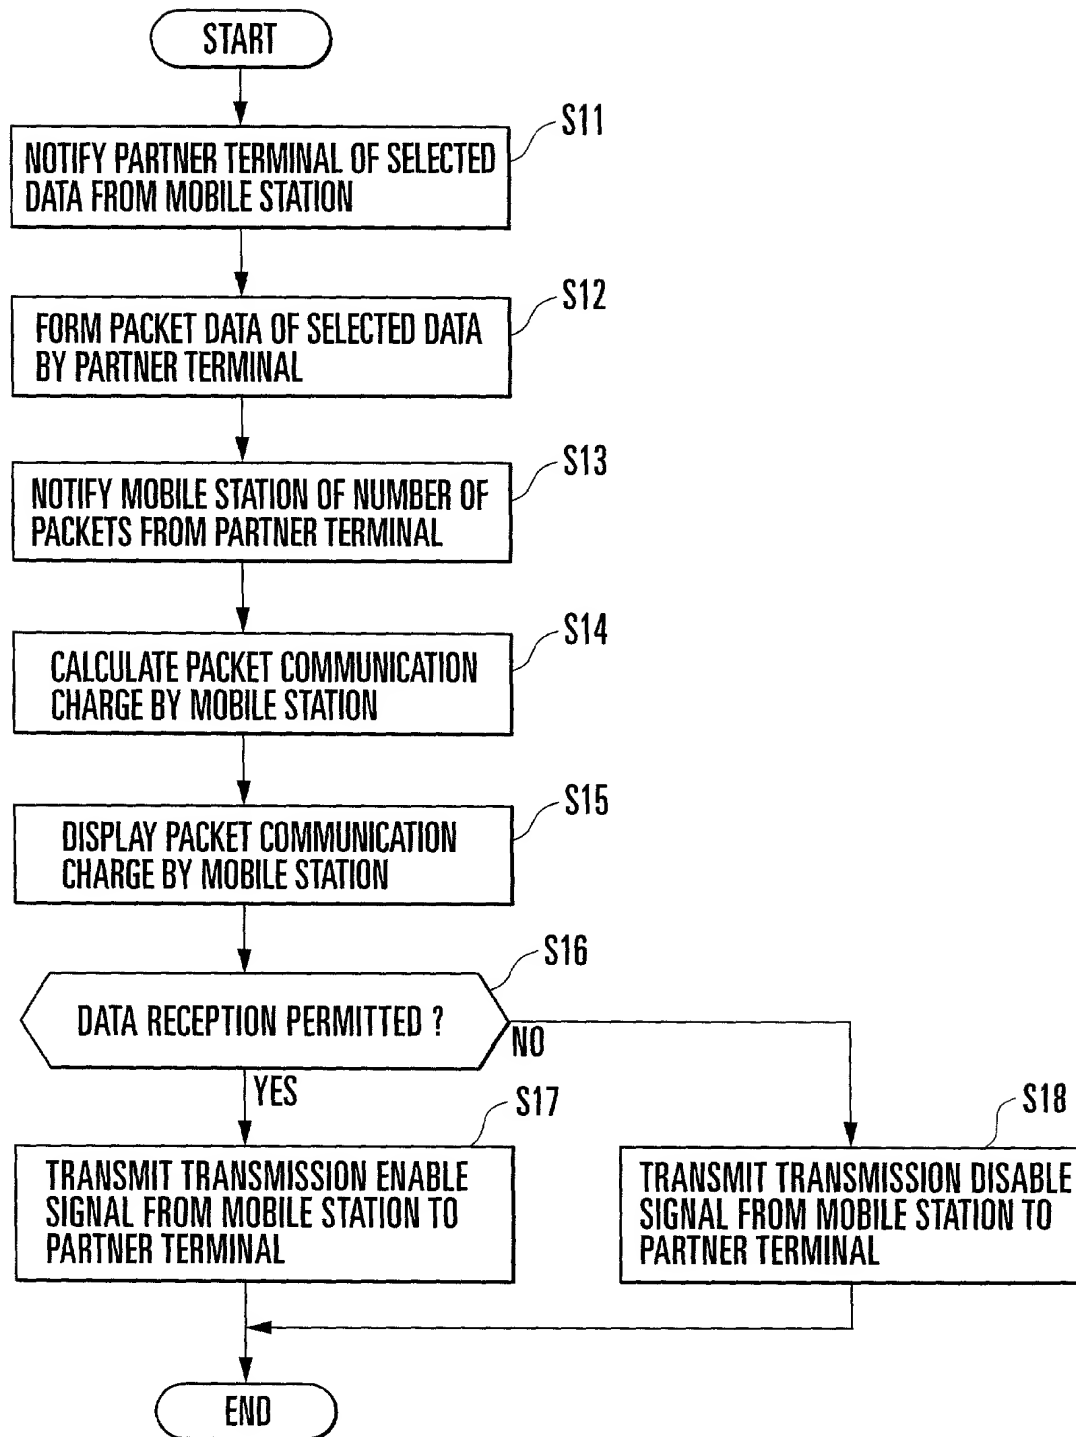 START
S11
NOTIFY PARTNER TERMINAL OF SELECTED
DATA FROM MOBILE STATION
S12
FORM PACKET DATA OF SELECTED DATA
BY PARTNER TERMINAL
S13
NOTIFY MOBILE STATION OF NUMBER OF
PACKETS FROM PARTNER TERMINAL
S14
CALCULATE PACKET COMMUNICATION
CHARGE BY MOBILE STATION
S15
DISPLAY PACKET COMMUNICATION
CHARGE BY MOBILE STATION
S16
DATA RECEPTION PERMITTED ?
NO
YES
S17
TRANSMIT TRANSMISSION ENABLE
SIGNAL FROM MOBILE STATION TO
PARTNER TERMINAL
S18
TRANSMIT TRANSMISSION DISABLE
SIGNAL FROM MOBILE STATION TO
PARTNER TERMINAL
END